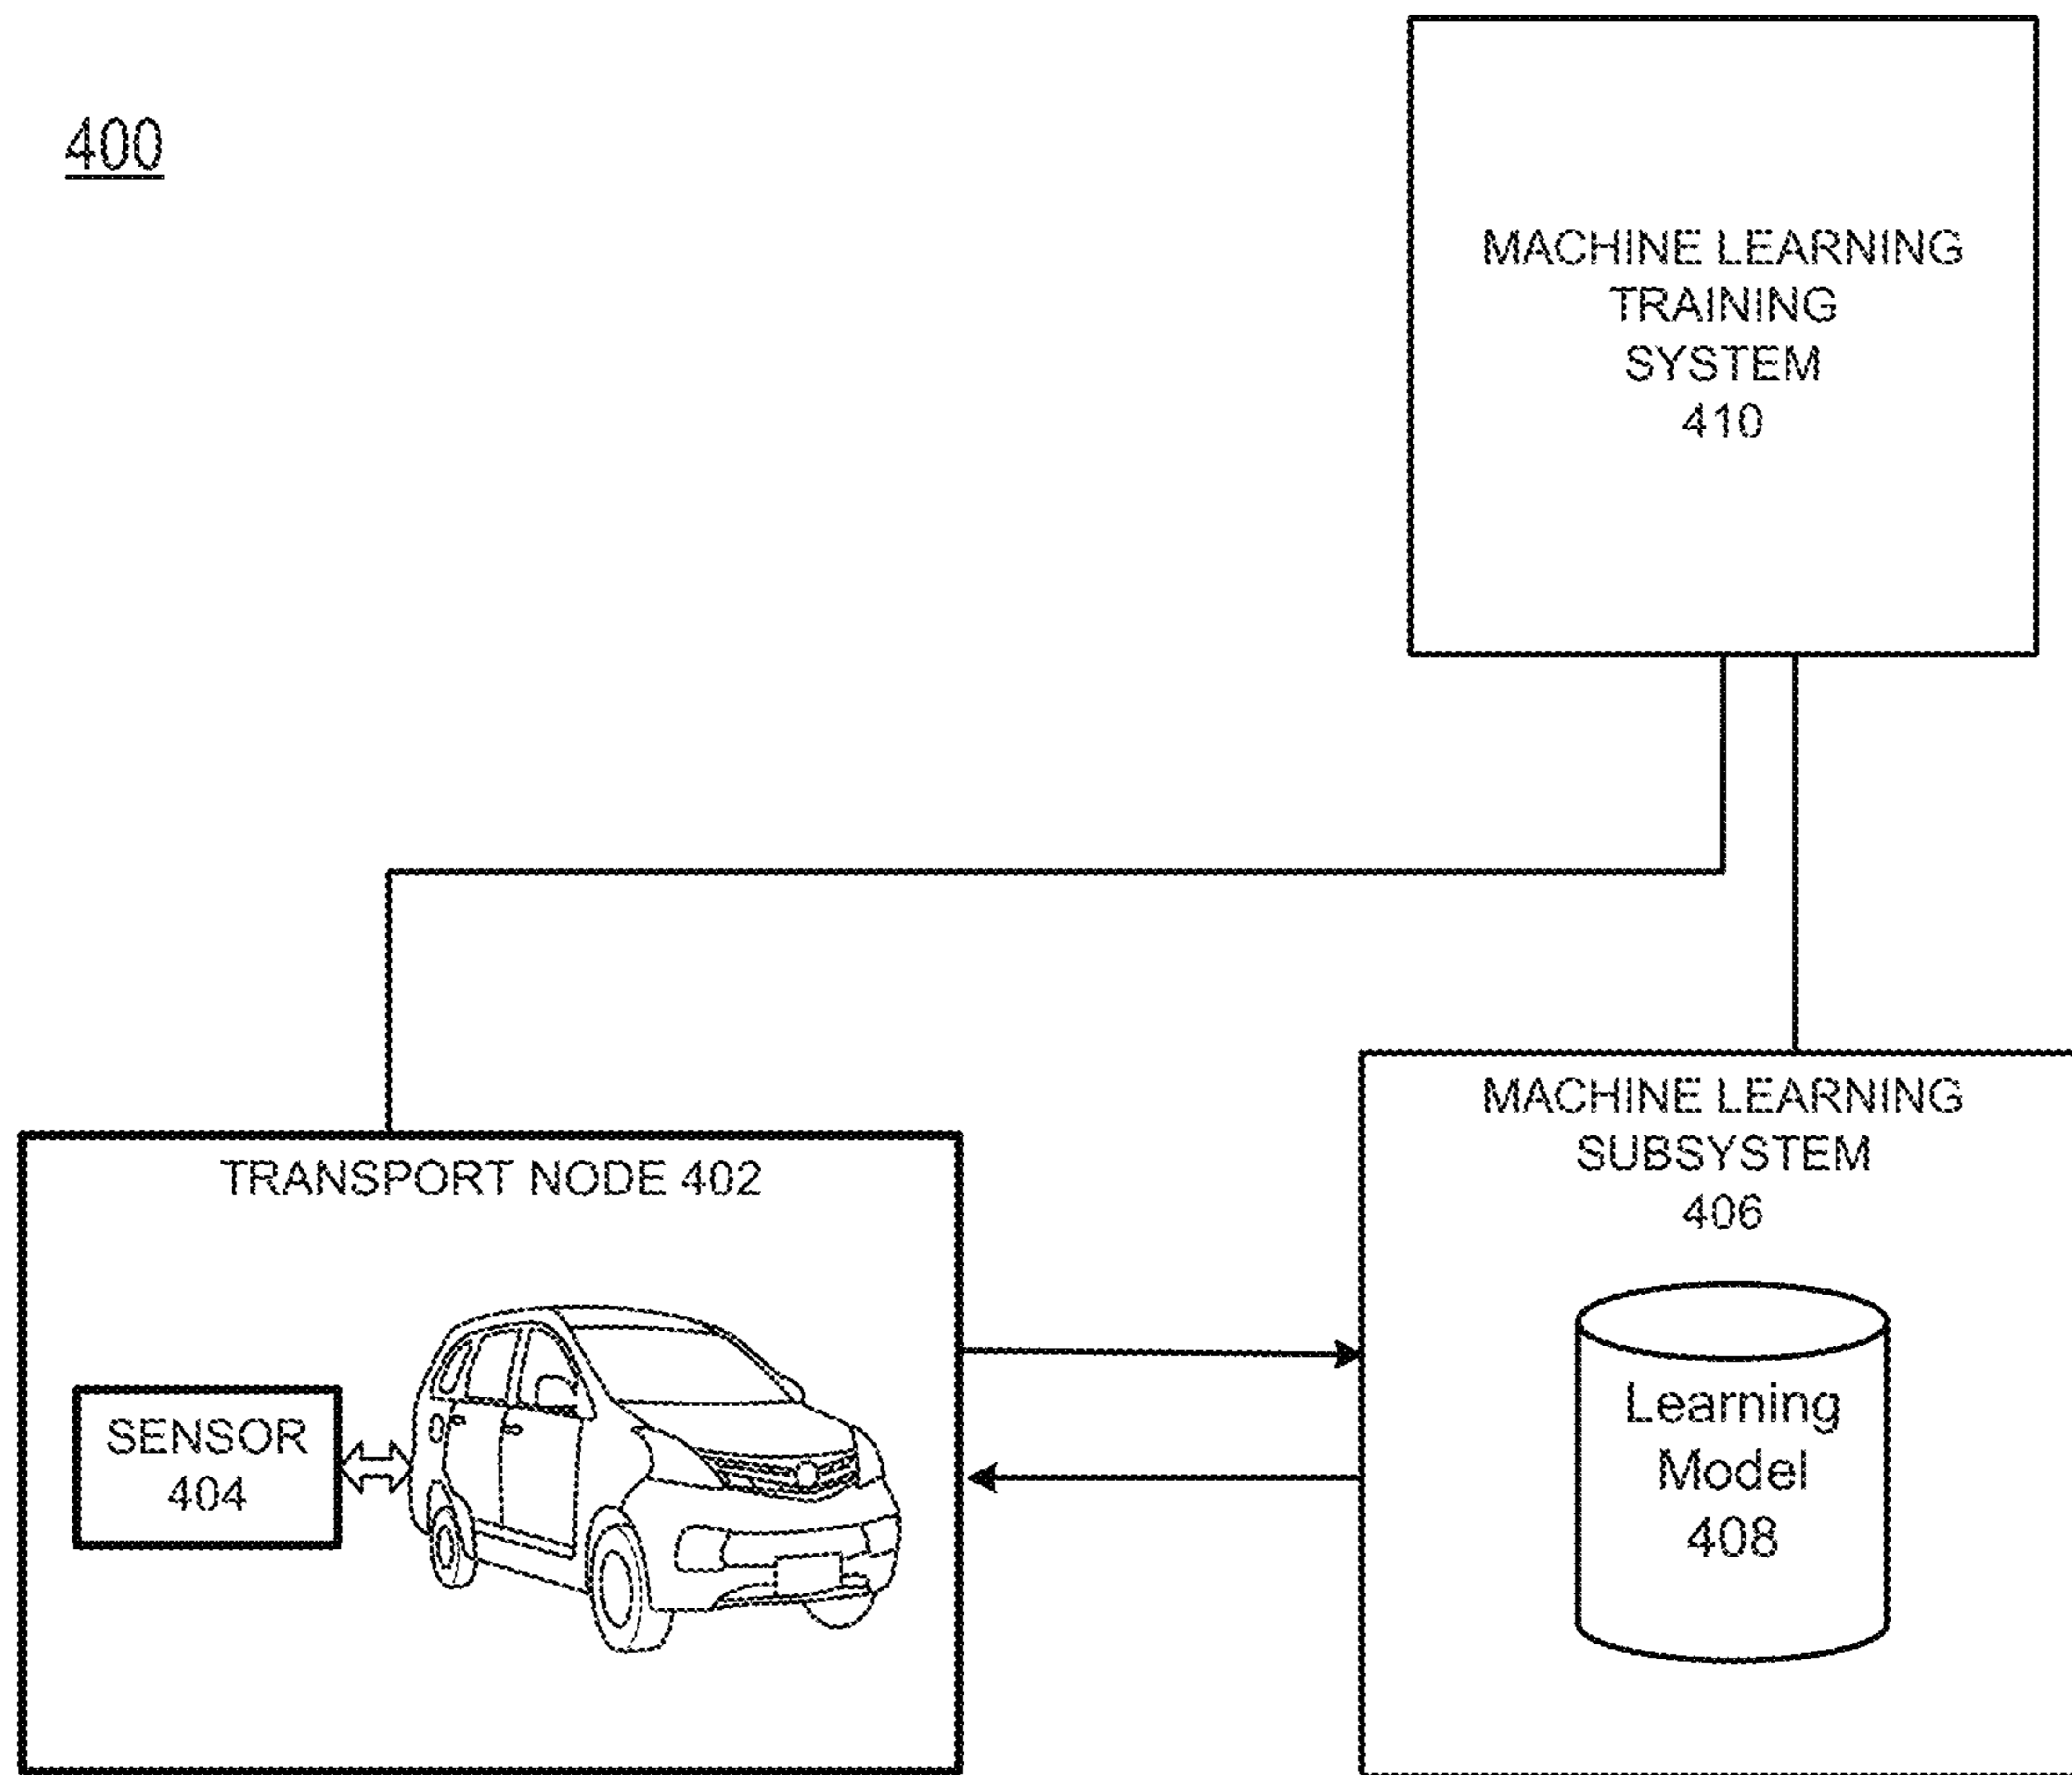 400
MACHINE LEARNING
TRAINING
SYSTEM
410
TRANSPORT NODE 402
SENSOR
404
MACHINE LEARNING
SUBSYSTEM
406
Learning
Model
408